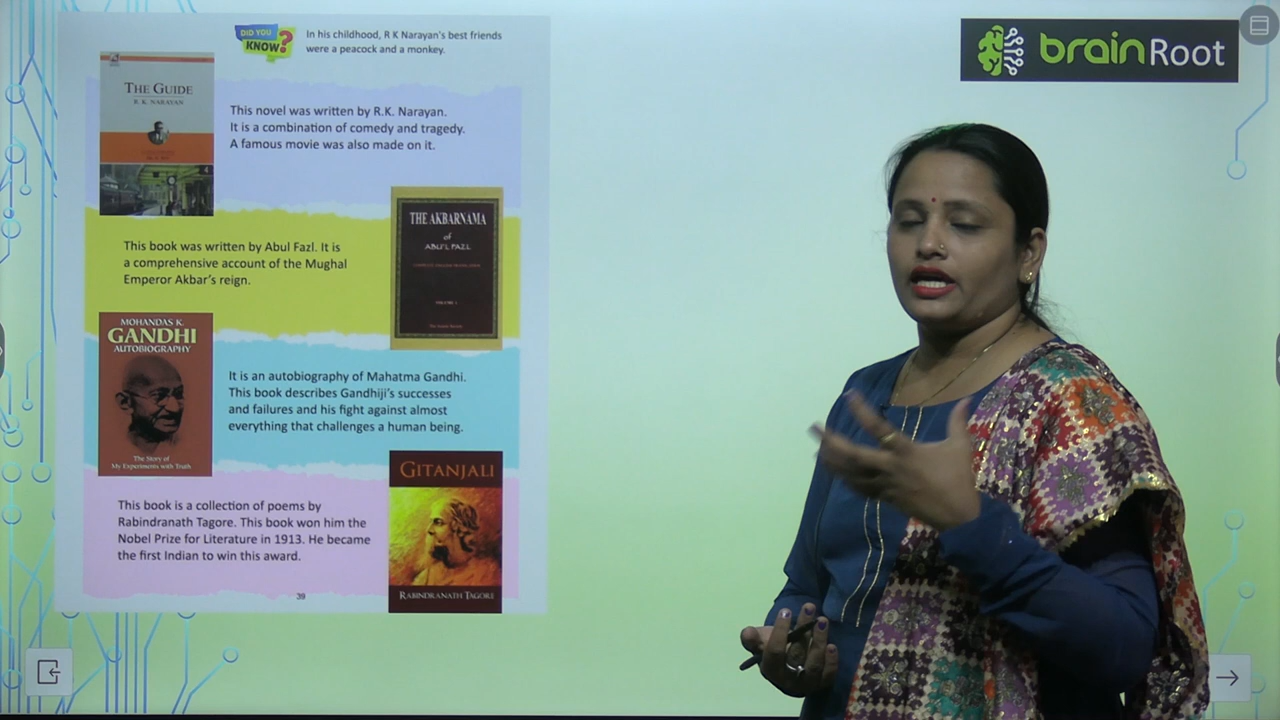 DID YOU
KNOW?
In his childhood, R K Narayan's best friends
were a peacock and a monkey.
brainRoot
THE GUIDE
R. K. NARAYAN
This novel was written by R.K. Narayan.
It is a combination of comedy and tragedy.
A famous movie was also made on it.
This book was written by Abul Fazl. It is
a comprehensive account of the Mughal
Emperor Akbar's reign.
THE AKBARNAMA
of
ABU'L FAZL
VOLUME I
MOHANDAS K.
GANDHI
AUTOBIOGRAPHY
The Story of
My Experiments with Truth
It is an autobiography of Mahatma Gandhi.
This book describes Gandhiji's successes
and failures and his fight against almost
everything that challenges a human being.
This book is a collection of poems by
Rabindranath Tagore. This book won him the
Nobel Prize for Literature in 1913. He became
the first Indian to win this award.
GITANJALI
RABINDRANATH TAGORE
39